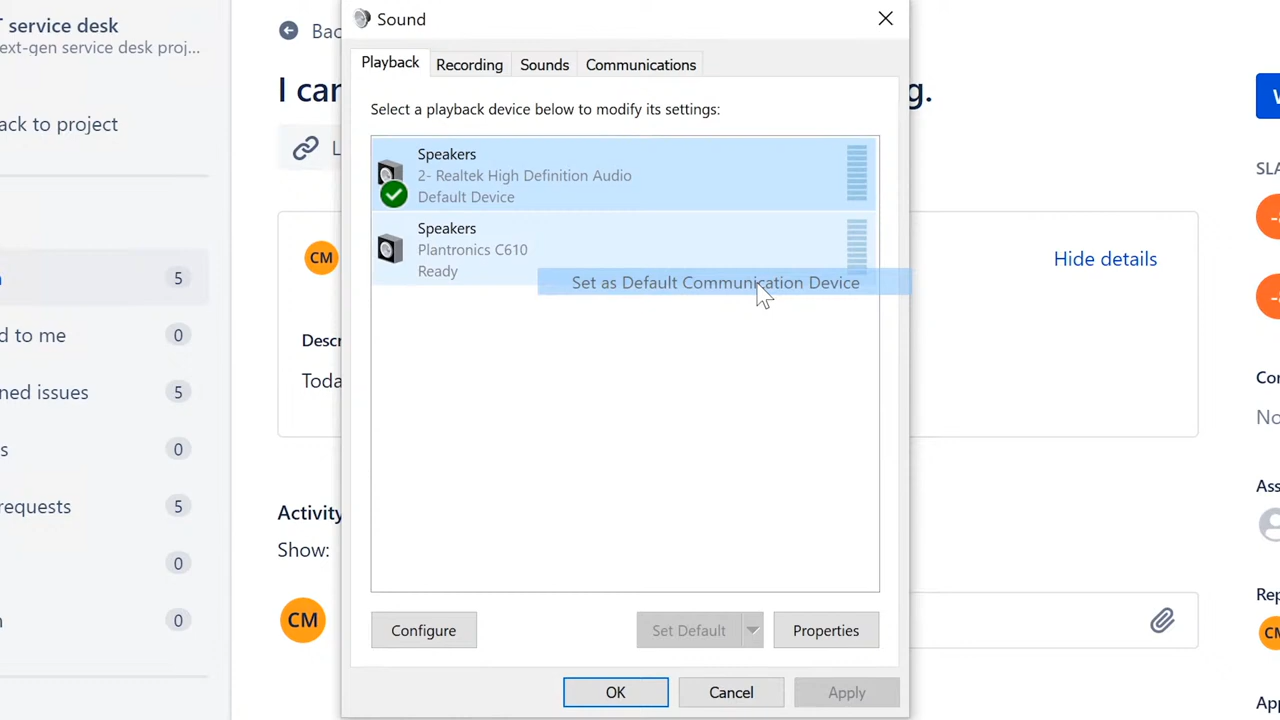 service desk
ext-gen service desk proj...
ack to project
5
d to me
0
ned issues
5
s
0
requests
5
0
0
Bac
I can
g.
L
CM
Hide details
Descr
Toda
Activity
Show:
CM
Sound
Playback
Recording
Sounds
Communications
Select a playback device below to modify its settings:
Speakers
2- Realtek High Definition Audio
Default Device
Speakers
Plantronics C610
Ready
Set as Default Communication Device
Configure
Set Default
Properties
OK
Cancel
Apply
W
SLA
Cor
No
Ass
Rep
CM
App